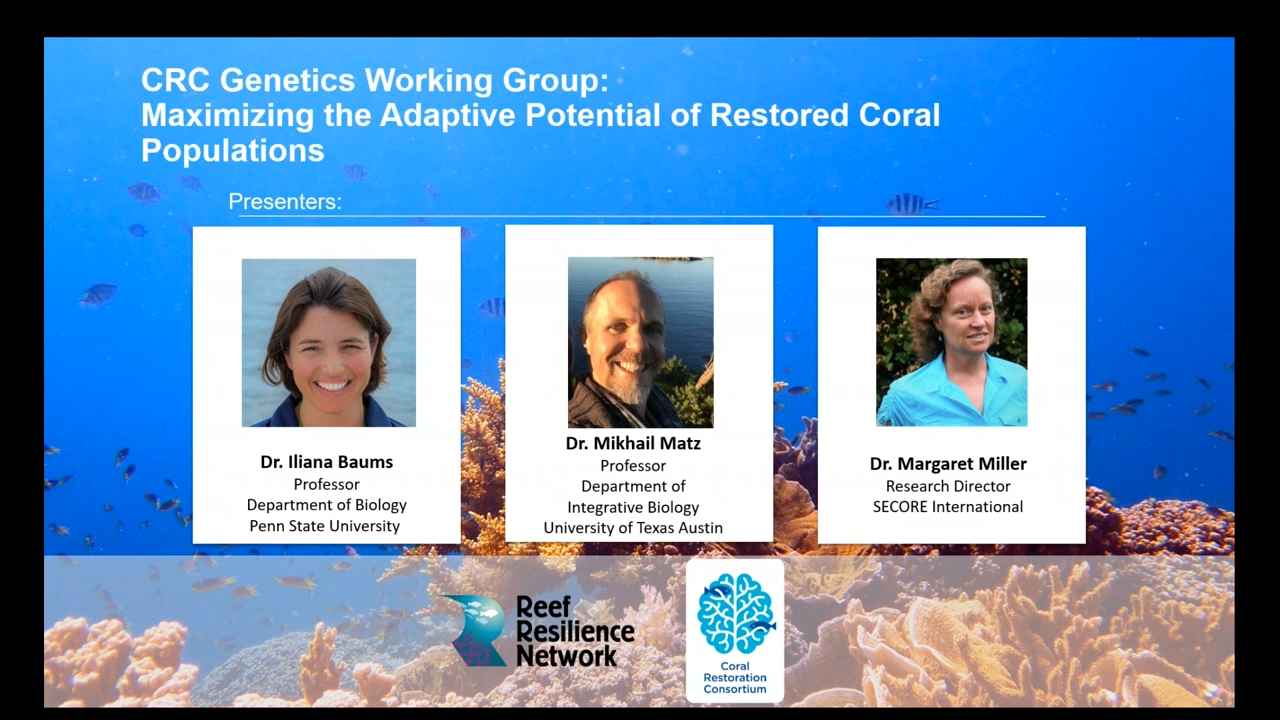 CRC Genetics Working Group:
Maximizing the Adaptive Potential of Restored Coral
Populations
Presenters:
Dr. Iliana Baums
Professor
Department of Biology
Penn State University
Dr. Mikhail Matz
Professor
Department of
Integrative Biology
University of Texas Austin
Dr. Margaret Miller
Research Director
SECORE International
Reef
Resilience
Network
Coral
Restoration
Consortium